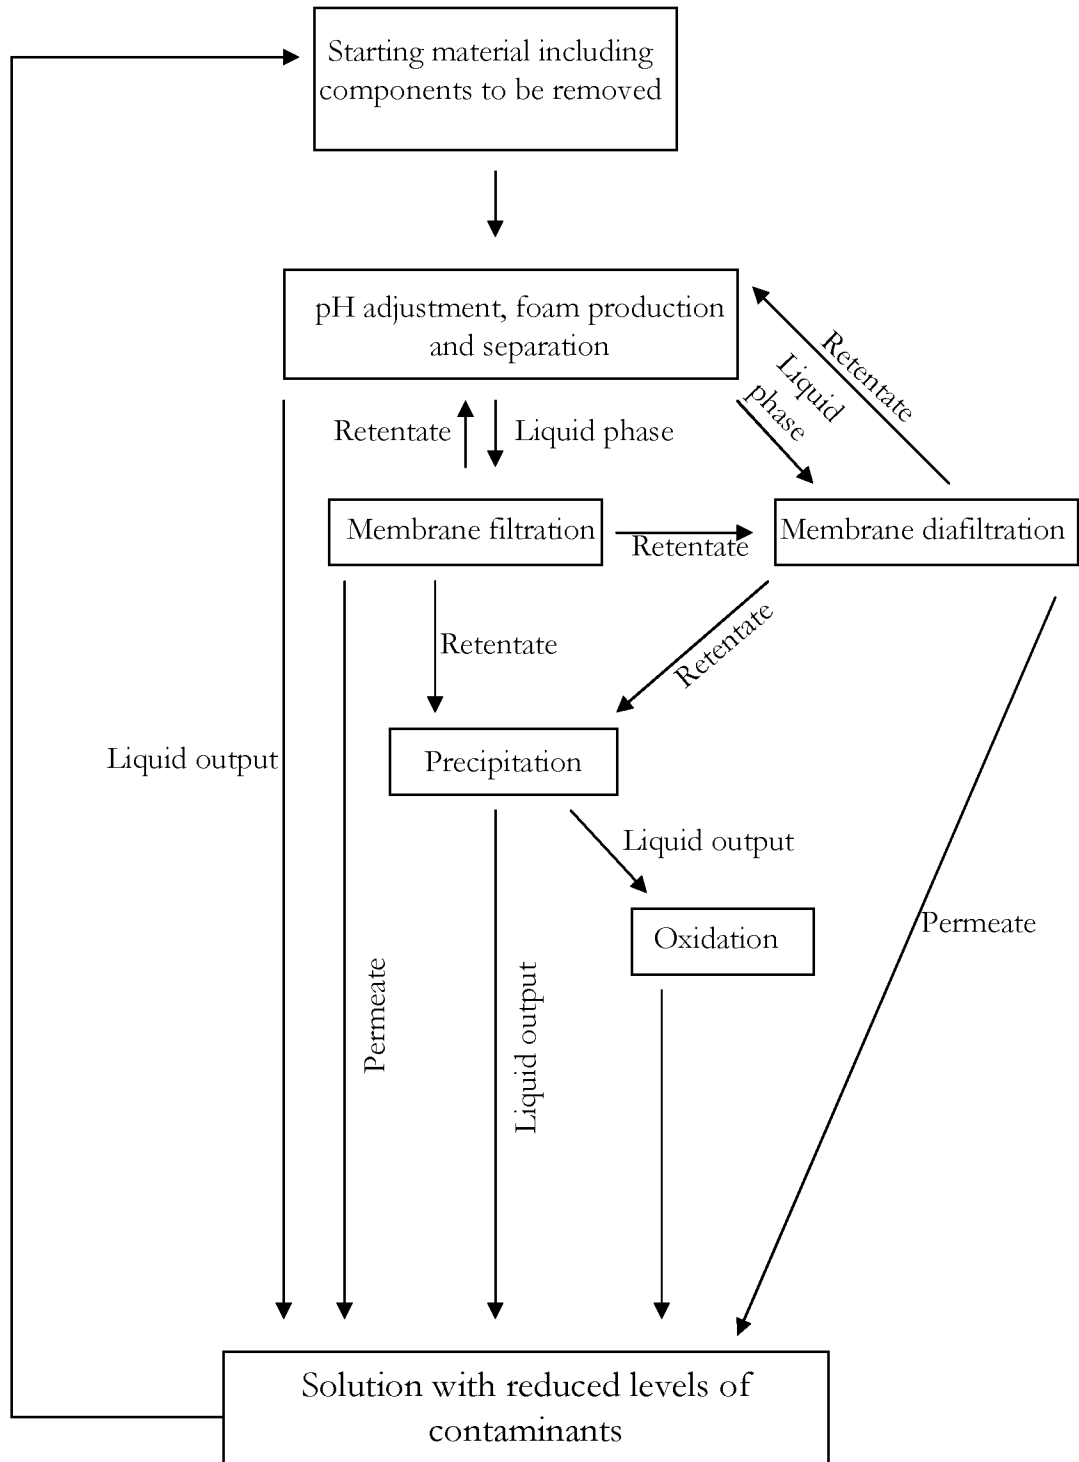 Starting material including
components to be removed
pH adjustment, foam production
and separation
Retentate
Liquid
phase
Retentate
Liquid phase
Membrane filtration
Retentate
Membrane diafiltration
Retentate
Retentate
Liquid output
Precipitation
Liquid output
Oxidation
Permeate
Permeate
Liquid output
Solution with reduced levels of
contaminants